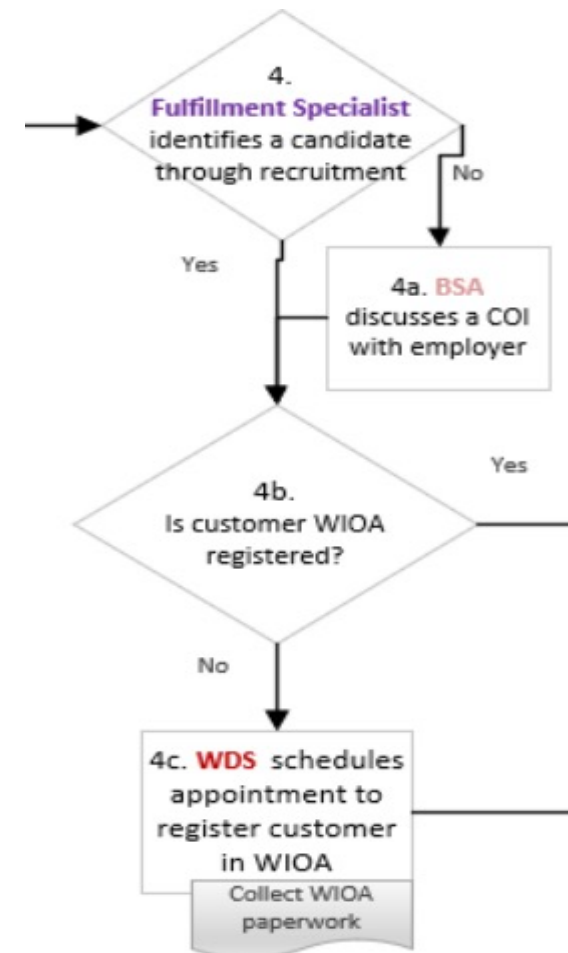 4.
Fulfillment Specialist
identifies a candidate
through recruitment
No
Yes
4a. BSA
discusses a COI
with employer
4b.
Is customer WIOA
registered?
Yes
No
4c. WDS schedules
appointment to
register customer
in WIOA
Collect WIOA
paperwork